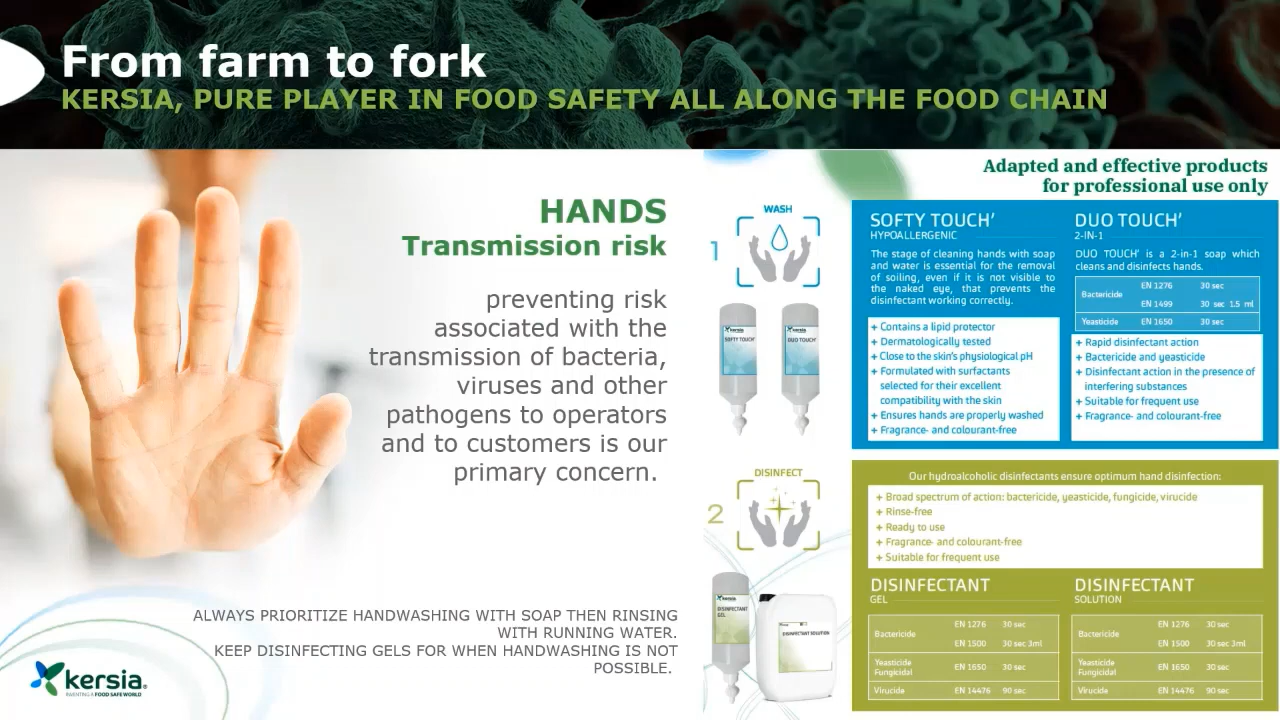 From farm to fork
KERSIA, PURE PLAYER IN FOOD SAFETY ALL ALONG THE FOOD CHAIN
HANDS
Transmission risk
preventing risk
associated with the
transmission of bacteria,
viruses and other
pathogens to operators
and to customers is our
primary concern.
ALWAYS PRIORITIZE HANDWASHING WITH SOAP THEN RINSING
WITH RUNNING WATER.
KEEP DISINFECTING GELS FOR WHEN HANDWASHING IS NOT
POSSIBLE.
kersia
INVENTING A FOOD SAFE WORLD
Adapted and effective products
for professional use only
1
WASH
kersia
SOFTY TOUCH'
kersia
DUO TOUCH'
SOFTY TOUCH'
HYPOALLERGENIC
The stage of cleaning hands with soap
and water is essential for the removal
of soiling, even if it is not visible to
the naked eye, that prevents the
disinfectant working correctly.
+ Contains a lipid protector
+ Dermatologically tested
+ Close to the skin's physiological pH
+ Formulated with surfactants
selected for their excellent
compatibility with the skin
+ Ensures hands are properly washed
+ Fragrance- and colourant-free
DUO TOUCH'
2-IN-1
DUO TOUCH' is a 2-in-1 soap which
cleans and disinfects hands.
Bactericide
EN 1276 30 sec
EN 1499 30 sec 1.5 ml
Yeasticide EN 1650 30 sec
+ Rapid disinfectant action
+ Bactericide and yeasticide
+ Disinfectant action in the presence of
interfering substances
+ Suitable for frequent use
+ Fragrance- and colourant-free
2
DISINFECT
kersia
DISINFECTANT
GEL
DISINFECTANT SOLUTION
Our hydroalcoholic disinfectants ensure optimum hand disinfection:
+ Broad spectrum of action: bactericide, yeasticide, fungicide, virucide
+ Rinse-free
+ Ready to use
+ Fragrance- and colourant-free
+ Suitable for frequent use
DISINFECTANT
GEL
Bactericide
EN 1276 30 sec
EN 1500 30 sec 3ml
Yeasticide
Fungicidal
EN 1650 30 sec
Virucide EN 14476 90 sec
DISINFECTANT
SOLUTION
Bactericide
EN 1276 30 sec
EN 1500 30 sec 3ml
Yeasticide
Fungicidal
EN 1650 30 sec
Virucide EN 14476 90 sec